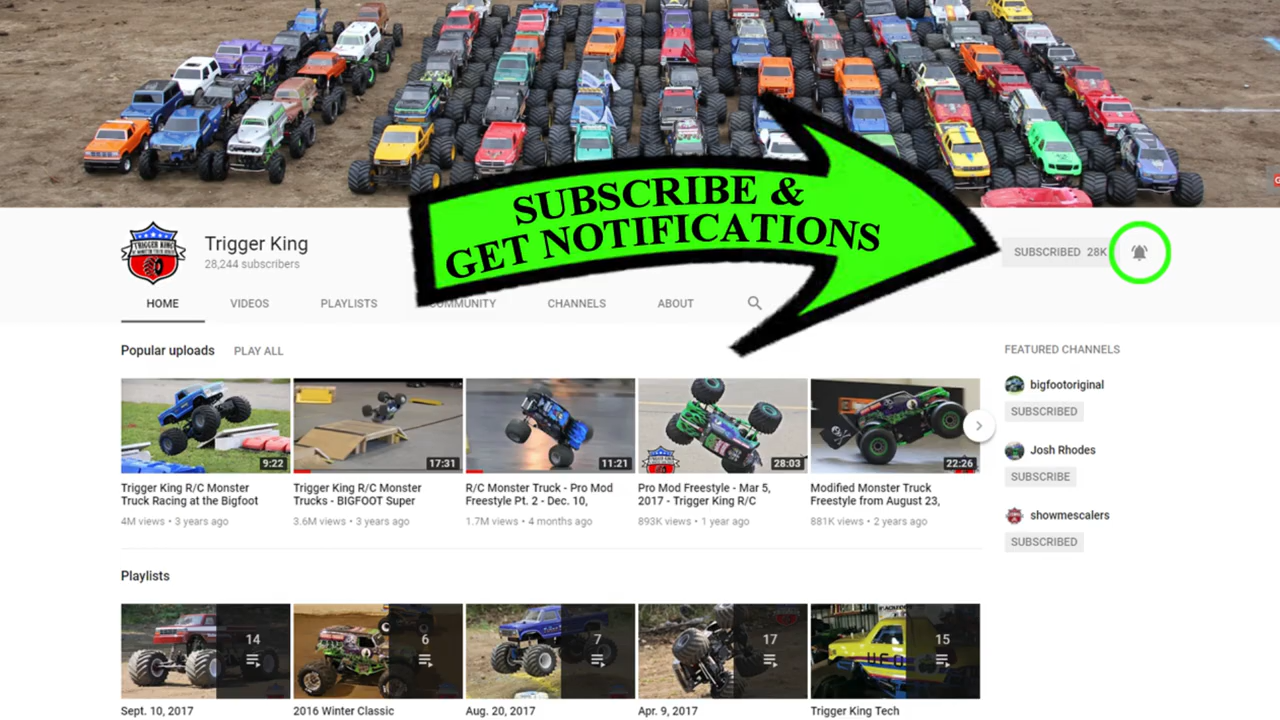 SUBSCRIBE &
GET NOTIFICATIONS
TRIGGER KING
Trigger King
28,244 subscribers
SUBSCRIBED 28K
HOME
VIDEOS
PLAYLISTS
COMMUNITY
CHANNELS
ABOUT
Popular uploads
PLAY ALL
FEATURED CHANNELS
bigfootoriginal
SUBSCRIBED
Josh Rhodes
SUBSCRIBE
showmescalers
SUBSCRIBED
9:22
Trigger King R/C Monster
Truck Racing at the Bigfoot
4M views • 3 years ago
17:31
Trigger King R/C Monster
Trucks - BIGFOOT Super
3.6M views • 3 years ago
11:21
R/C Monster Truck - Pro Mod
Freestyle Pt. 2 - Dec. 10,
1.7M views • 4 months ago
28:03
Pro Mod Freestyle - Mar 5,
2017 - Trigger King R/C
893K views • 1 year ago
22:26
Modified Monster Truck
Freestyle from August 23,
881K views • 2 years ago
Playlists
14
Sept. 10, 2017
6
2016 Winter Classic
7
Aug. 20, 2017
17
Apr. 9, 2017
UFO
15
Trigger King Tech